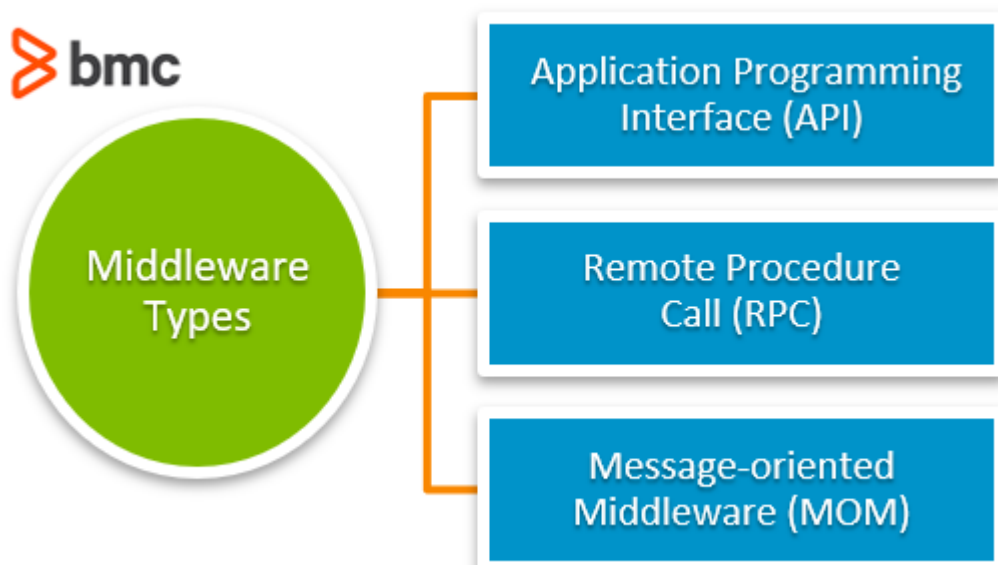 bmc
Middleware
Types
Application Programming
Interface (API)
Remote Procedure
Call (RPC)
Message-oriented
Middleware (MOM)